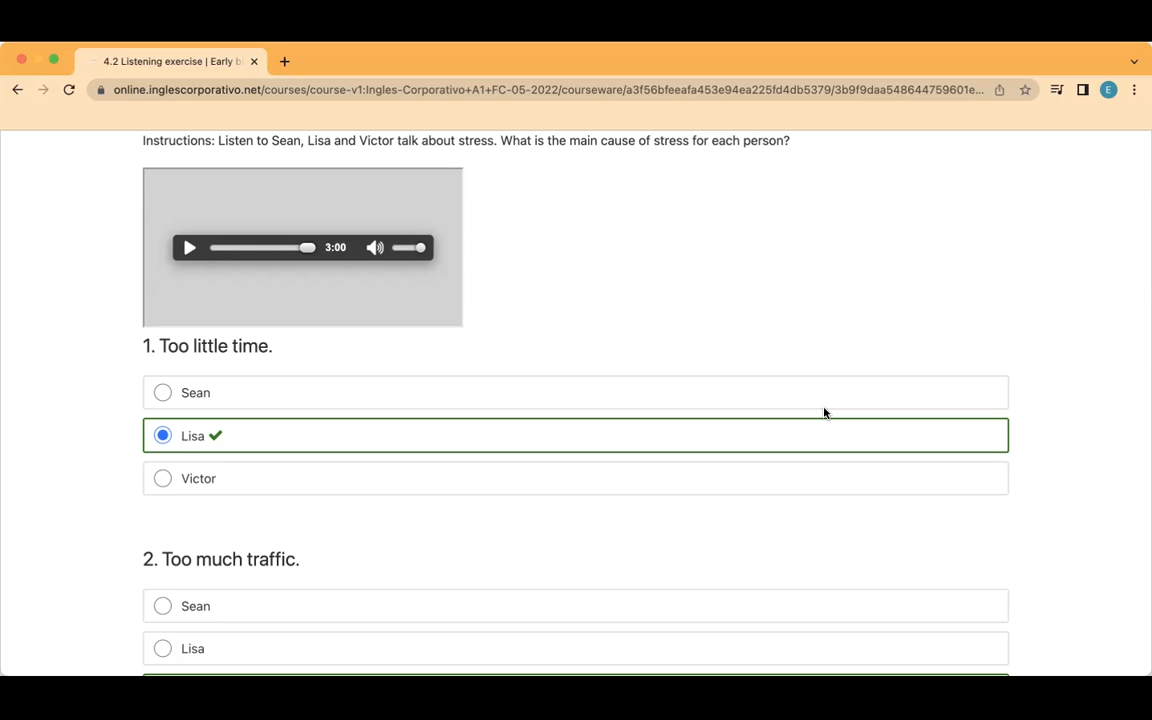 4.2 Listening exercise | Early b
online.inglescorporativo.net/courses/course-v1:Ingles-Corporativo+A1+FC-05-2022/courseware/a3f56bfeeafa453e94ea225fd4db5379/3b9f9daa548644759601e...
E
Instructions: Listen to Sean, Lisa and Victor talk about stress. What is the main cause of stress for each person?
3:00
1. Too little time.
Sean
Lisa
Victor
2. Too much traffic.
Sean
Lisa